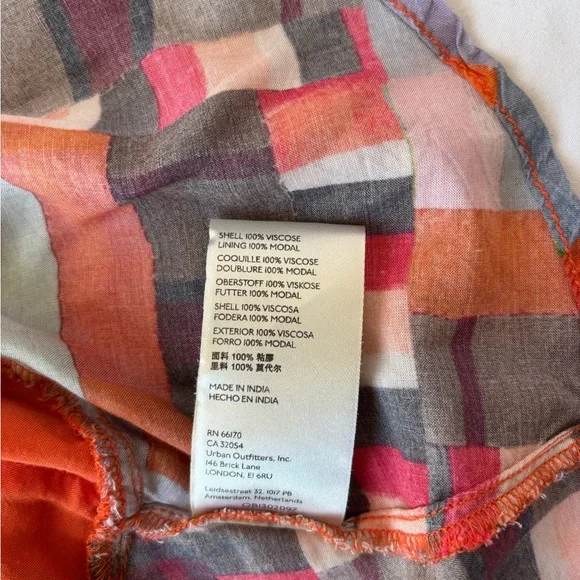 SHELL 100% VISCOSE
LINING 100% MODAL
COQUILLE 100% VISCOSE
DOUBLURE 100% MODAL
OBERSTOFF 100% VISKOSE
FUTTER 100% MODAL
SHELL 100% VISCOSA
FODERA 100% MODAL
EXTERIOR 100% VISCOSA
FORRO 100% MODAL
面料 100% 粘膠
里料 100% 莫代尔
MADE IN INDIA
HECHO EN INDIA
RN 66170
CA 32054
Urban Outfitters, Inc.
146 Brick Lane
LONDON, E1 6RU
Leidsestreet 32, 1017 PB
Amsterdam, Netherlands